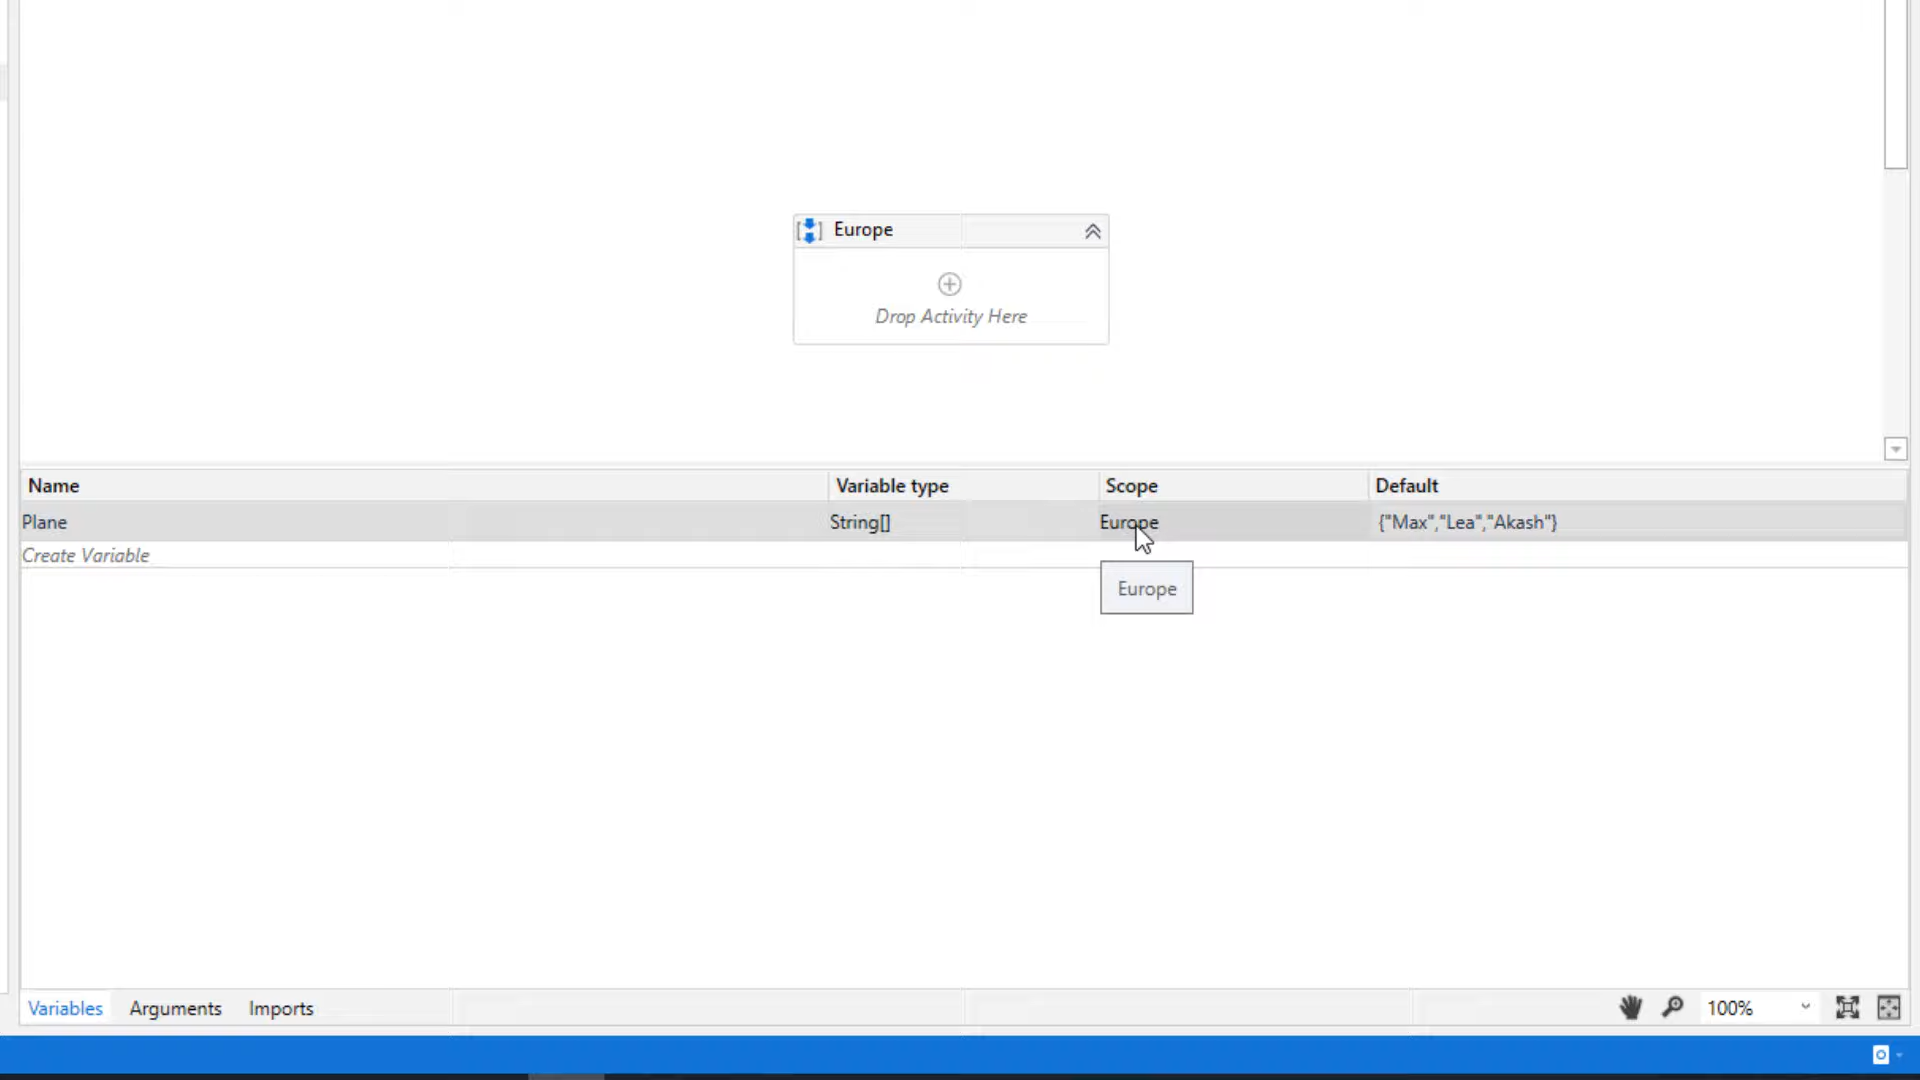 Europe
Drop Activity Here
Name Variable type Scope Default
Plane String[] Europe {"Max","Lea","Akash"}
Create Variable
Europe
Variables Arguments Imports 100%